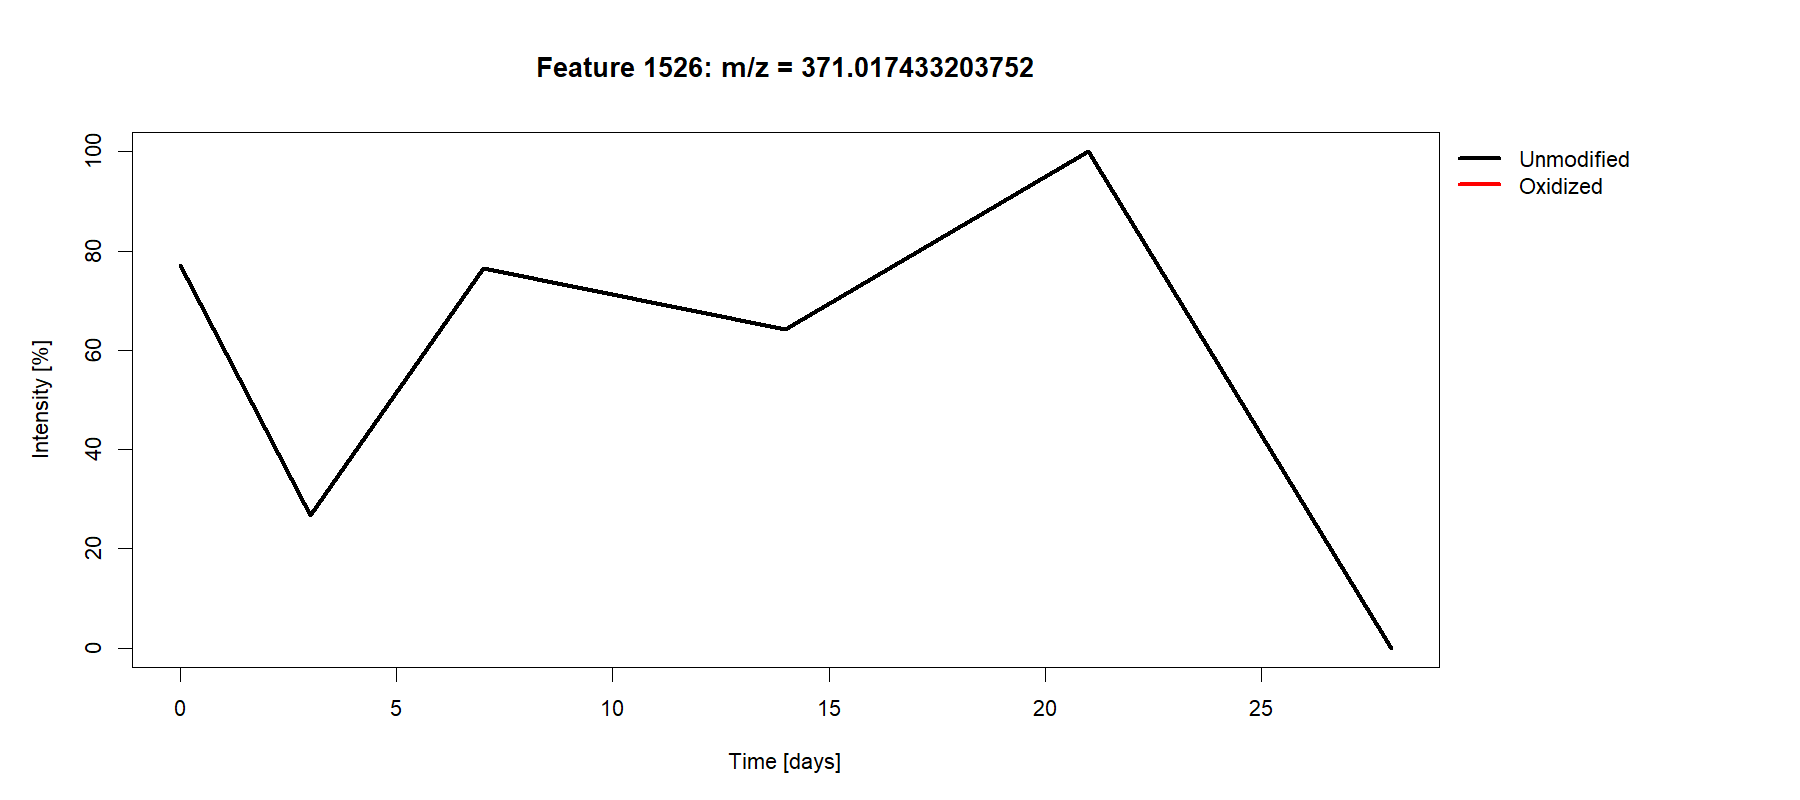 Feature 1526: m/z = 371.017433203752
Unmodified
Oxidized
Intensity [%]
100
80
60
40
20
0
0 5 10 15 20 25
Time [days]